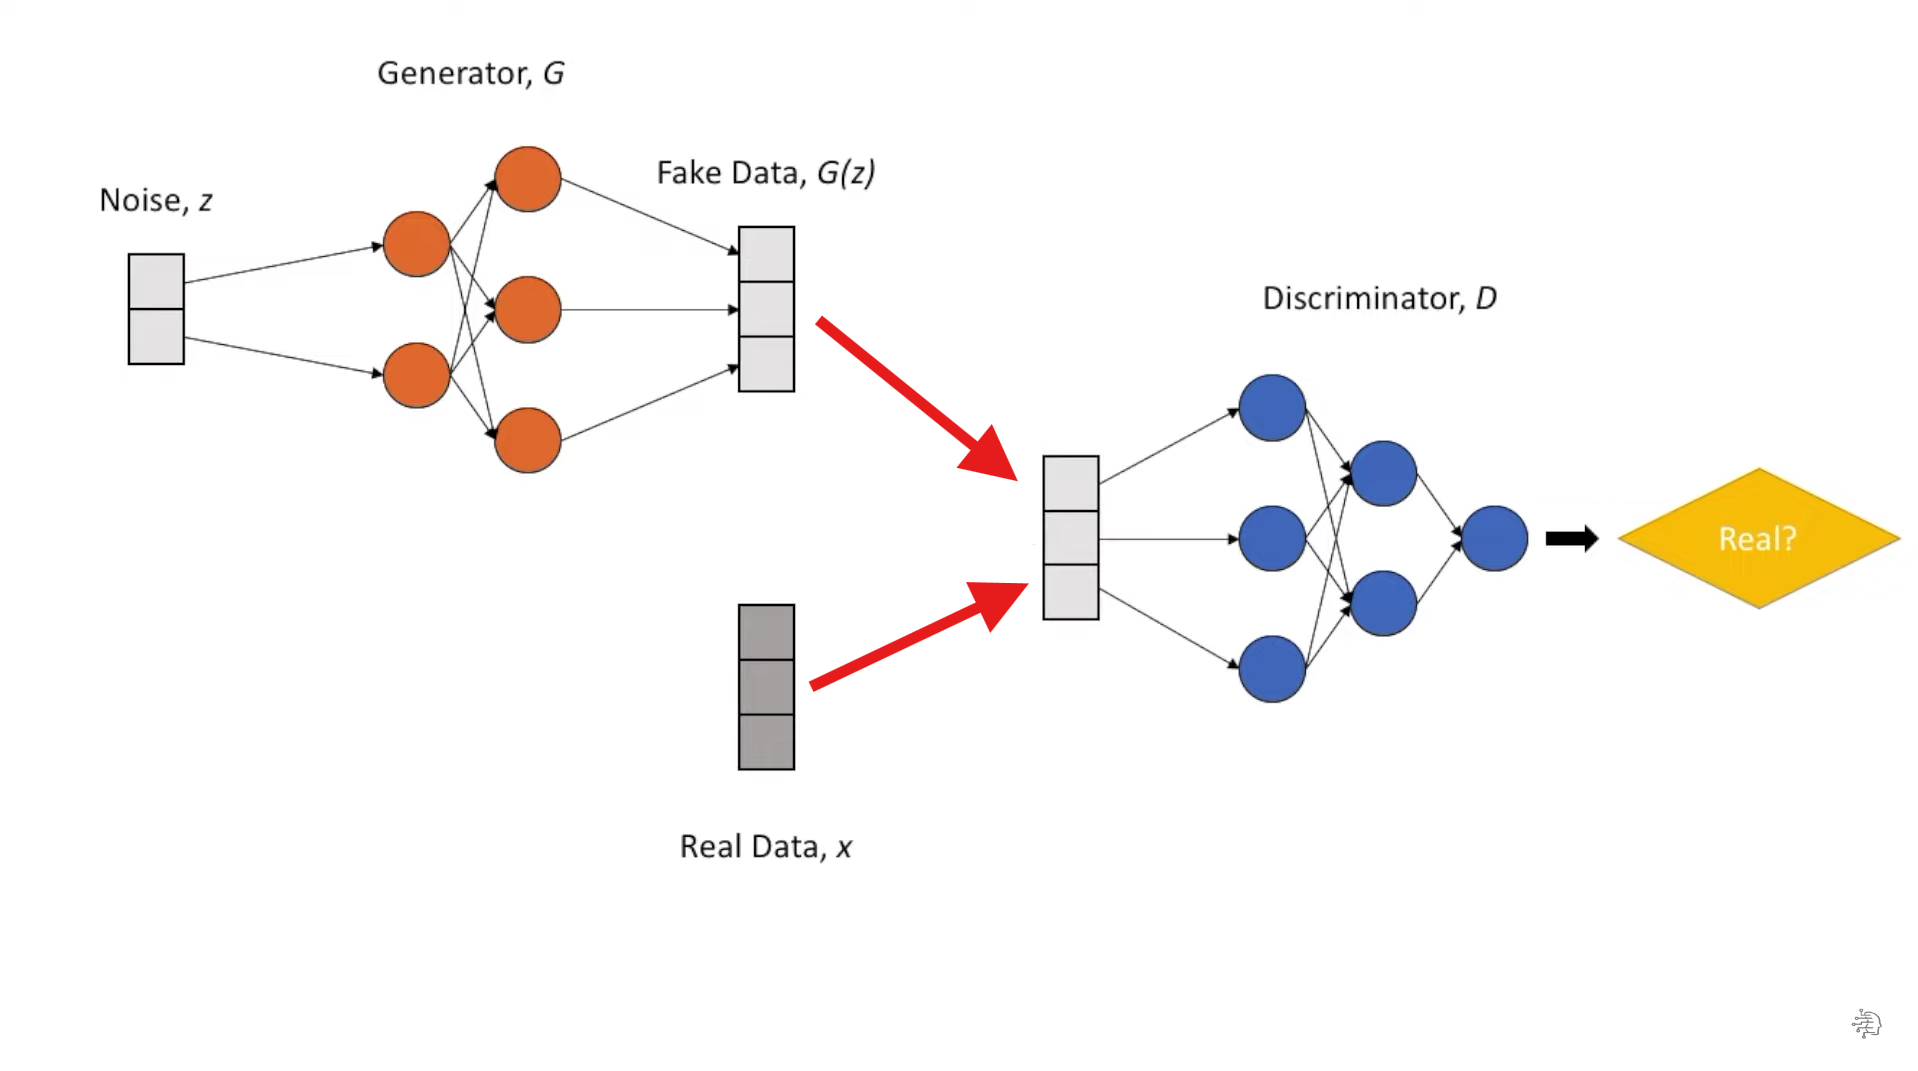 Generator, G
Noise, z
Fake Data, G(z)
Discriminator, D
Real?
Real Data, x